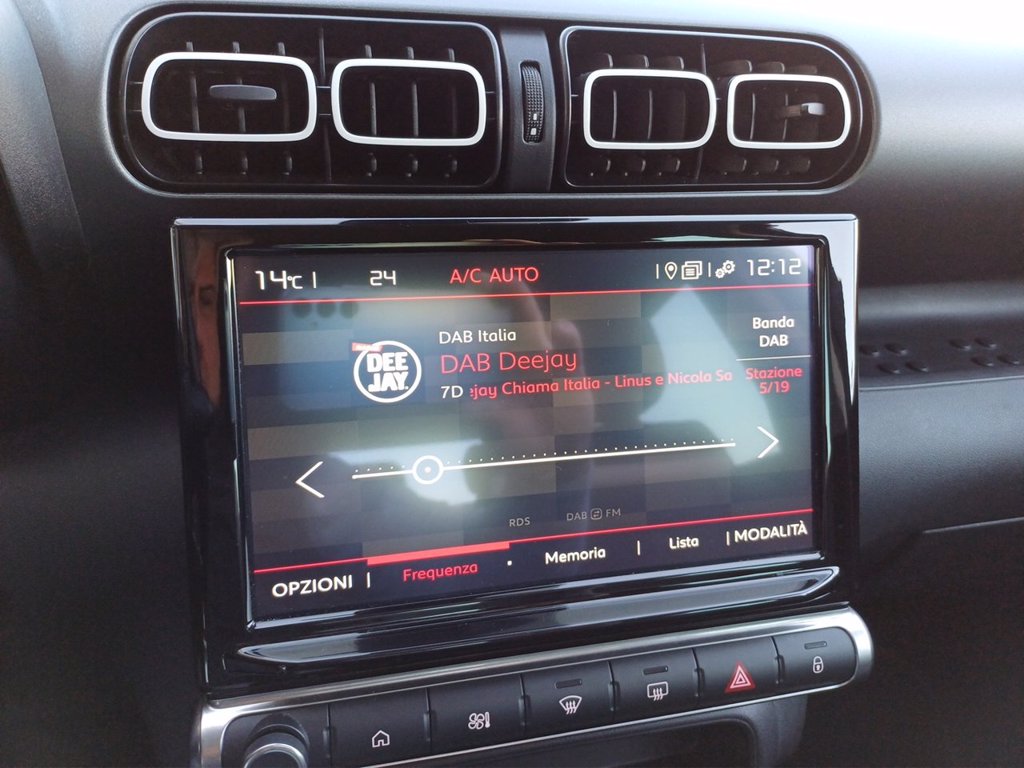 14°C | 24 A/C AUTO 12:12
DAB Italia
DAB Deejay
7D ejay Chiama Italia - Linus e Nicola Sa
DEE
JAY
Banda
DAB
Stazione
5/19
RDS DAB FM
OPZIONI | Frequenza Memoria | Lista | MODALITÀ